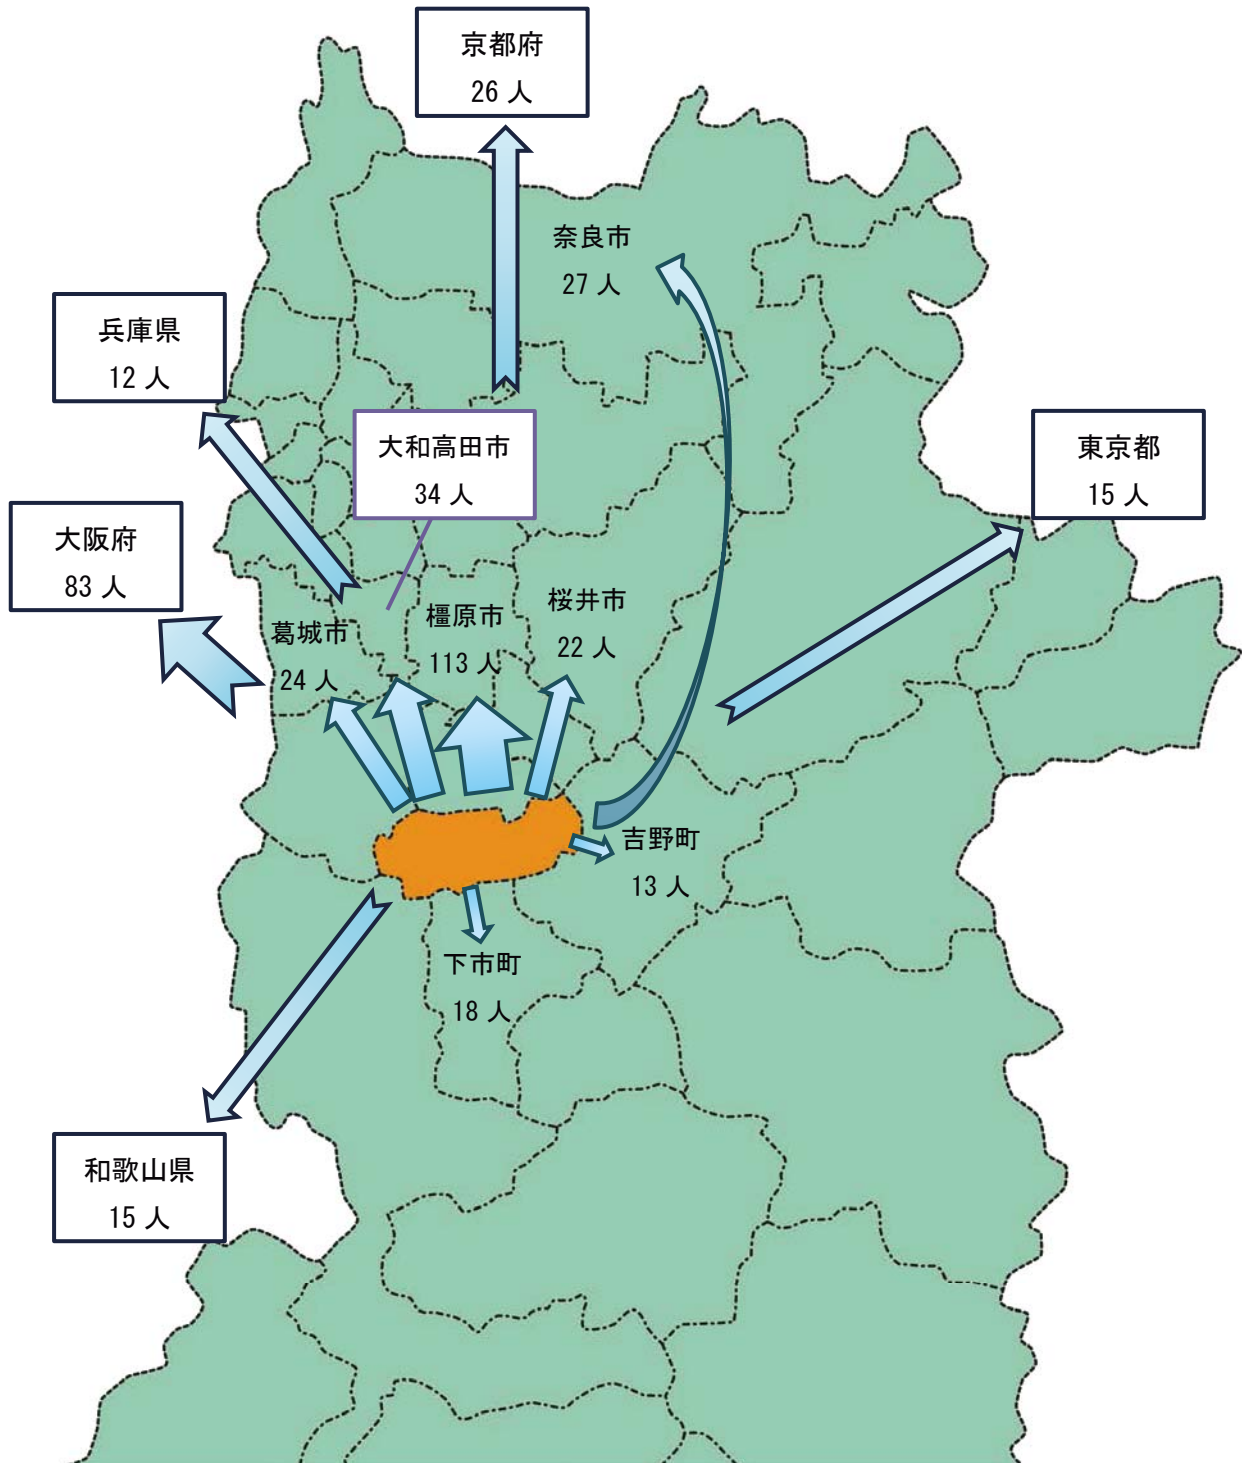 京都府
26 人
奈良市
27 人
兵庫県
12 人
大和高田市
34 人
東京都
15 人
大阪府
83 人
葛城市
24 人
橿原市
113 人
桜井市
22 人
吉野町
13 人
下市町
18 人
和歌山県
15 人